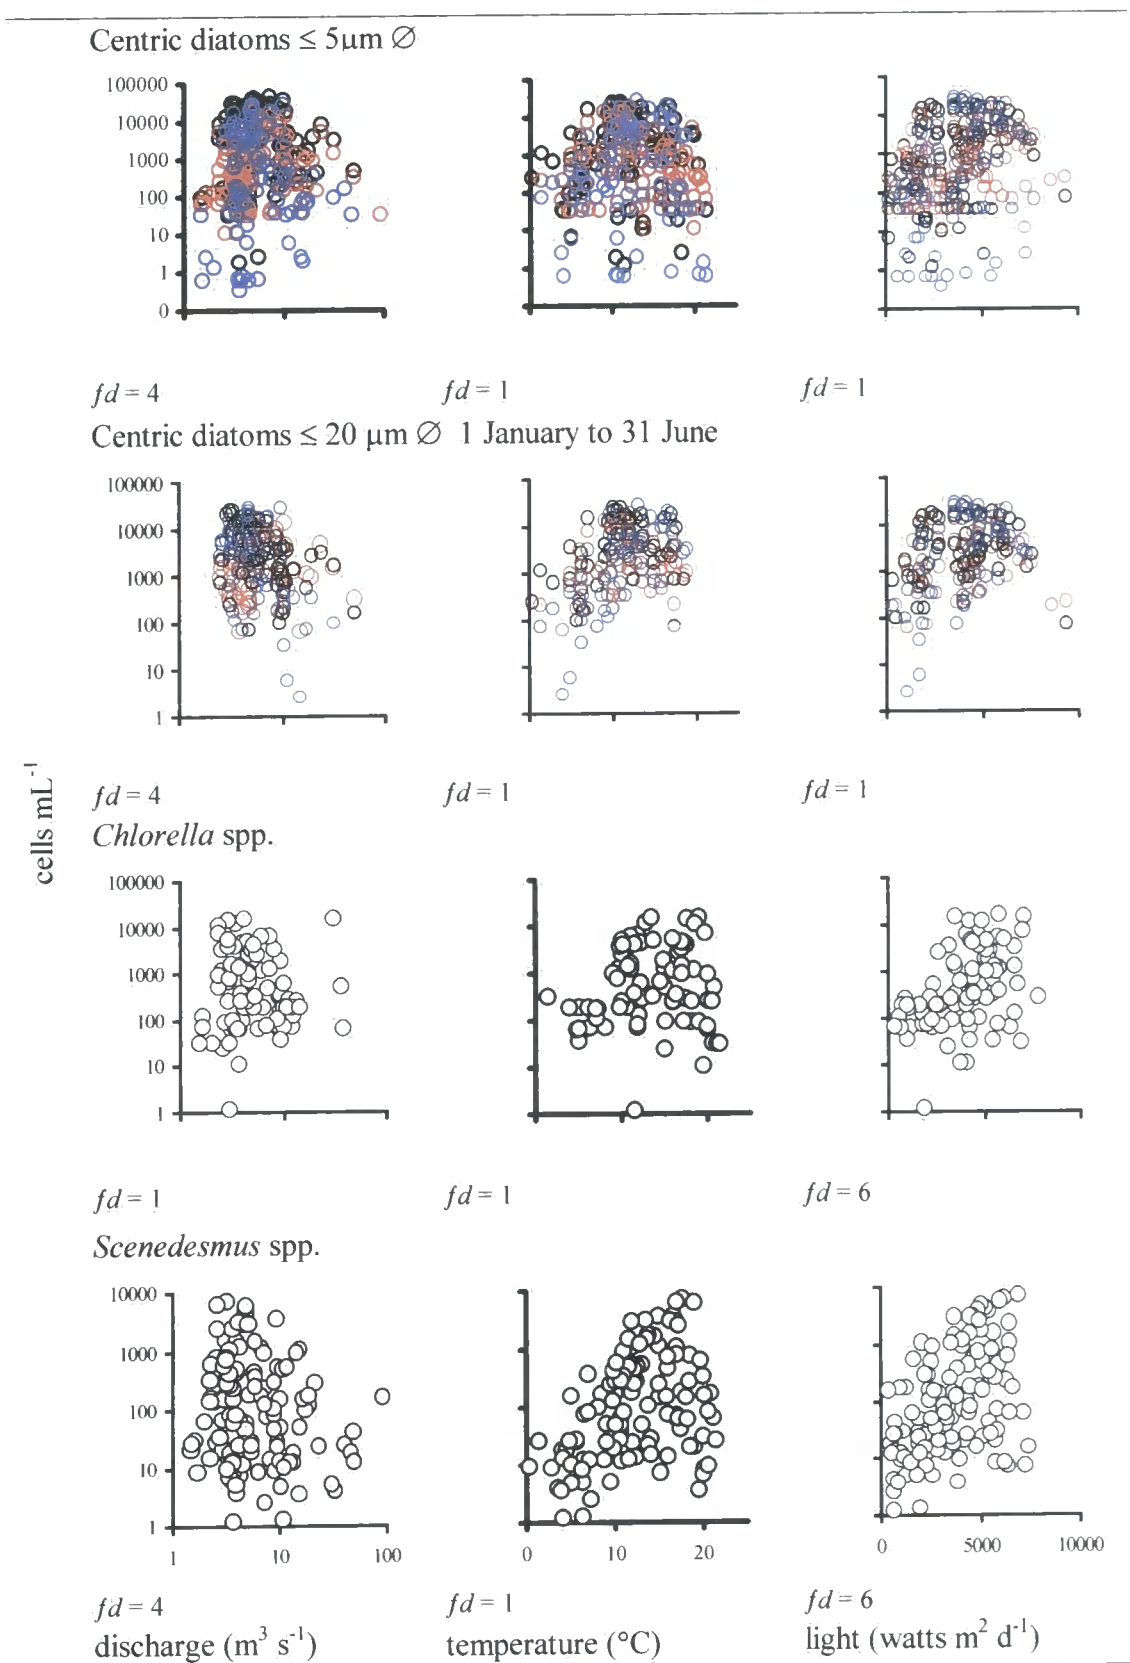 Centric diatoms ≤ 5μm Ø
100000
10000
1000
100
10
1
0
fd = 4 fd = 1 fd = 1
Centric diatoms ≤ 20 μm Ø 1 January to 31 June
100000
10000
1000
100
10
1
cells mL⁻¹
fd = 4 fd = 1 fd = 1
Chlorella spp.
100000
10000
1000
100
10
1
fd = 1 fd = 1 fd = 6
Scenedesmus spp.
10000
1000
100
10
1
1 10 100 0 10 20 0 5000 10000
fd = 4 fd = 1 fd = 6
discharge (m³ s⁻¹) temperature (°C) light (watts m² d⁻¹)